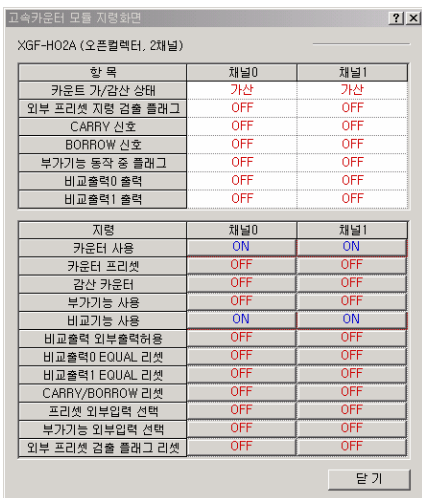 고속카운터 모듈 지령화면
XGF-HO2A (오픈컬렉터, 2채널)
항 목 채널0 채널1
카운트 가/감산 상태 가산 가산
외부 프리셋 지령 검출 플래그 OFF OFF
CARRY 신호 OFF OFF
BORROW 신호 OFF OFF
부가기능 동작 중 플래그 OFF OFF
비교출력0 출력 OFF OFF
비교출력1 출력 OFF OFF
지령 채널0 채널1
카운터 사용 ON ON
카운터 프리셋 OFF OFF
감산 카운터 OFF OFF
부가기능 사용 OFF OFF
비교기능 사용 ON ON
비교출력 외부출력허용 OFF OFF
비교출력0 EQUAL 리셋 OFF OFF
비교출력1 EQUAL 리셋 OFF OFF
CARRY/BORROW 리셋 OFF OFF
프리셋 외부입력 선택 OFF OFF
부가기능 외부입력 선택 OFF OFF
외부 프리셋 검출 플래그 리셋 OFF OFF
닫 기